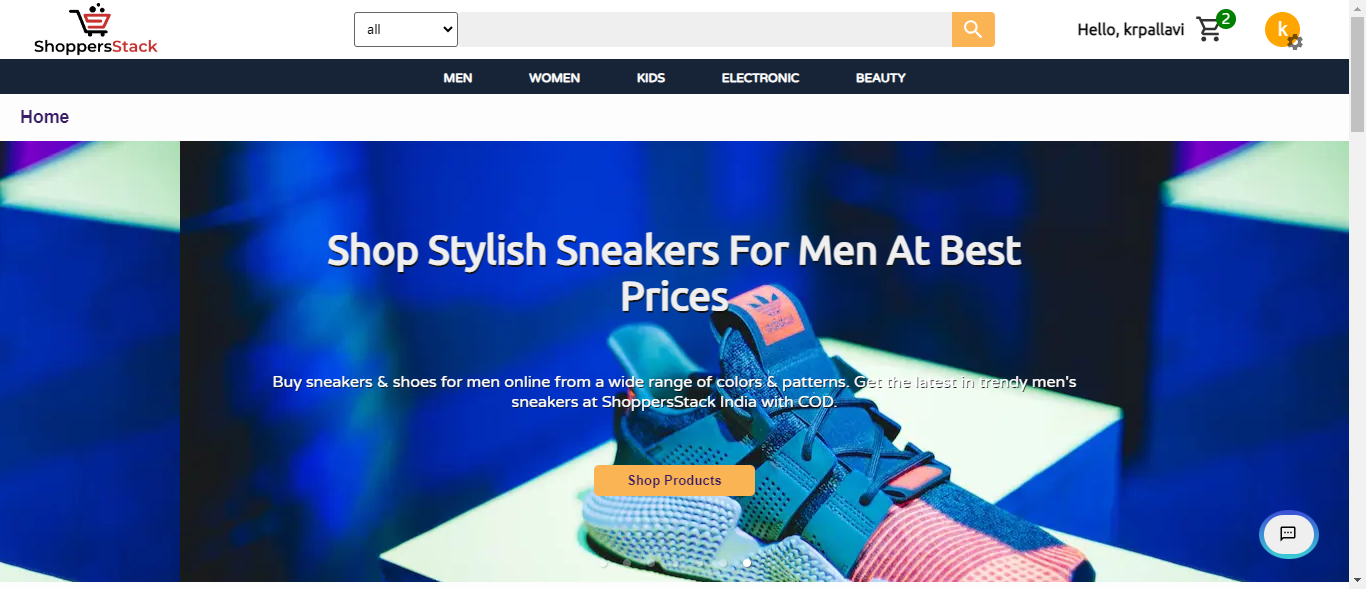 ShoppersStack
all
Hello, krpallavi
2
k
MEN WOMEN KIDS ELECTRONIC BEAUTY
Home
Shop Stylish Sneakers For Men At Best
Prices
Buy sneakers & shoes for men online from a wide range of colors & patterns. Get the latest in trendy men's
sneakers at ShoppersStack India with COD.
Shop Products